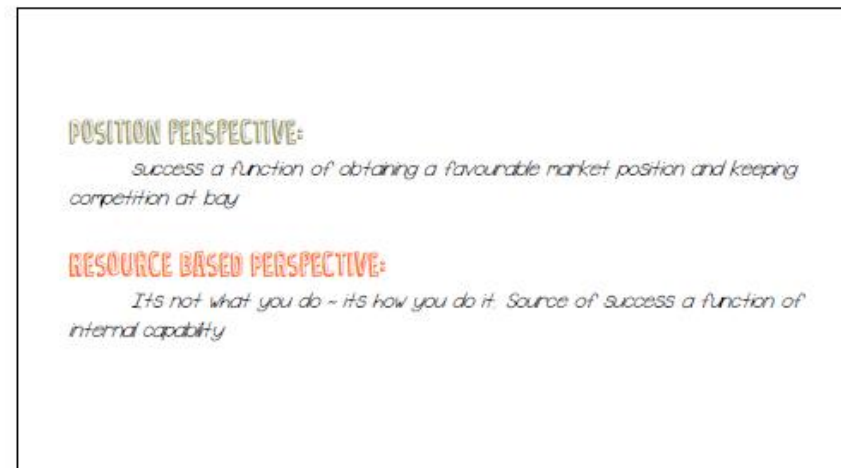 POSITION PERSPECTIVE:
success a function of obtaining a favourable market position and keeping
competition at bay
RESOURCE BASED PERSPECTIVE:
Its not what you do ~ its how you do it. Source of success a function of
internal capability